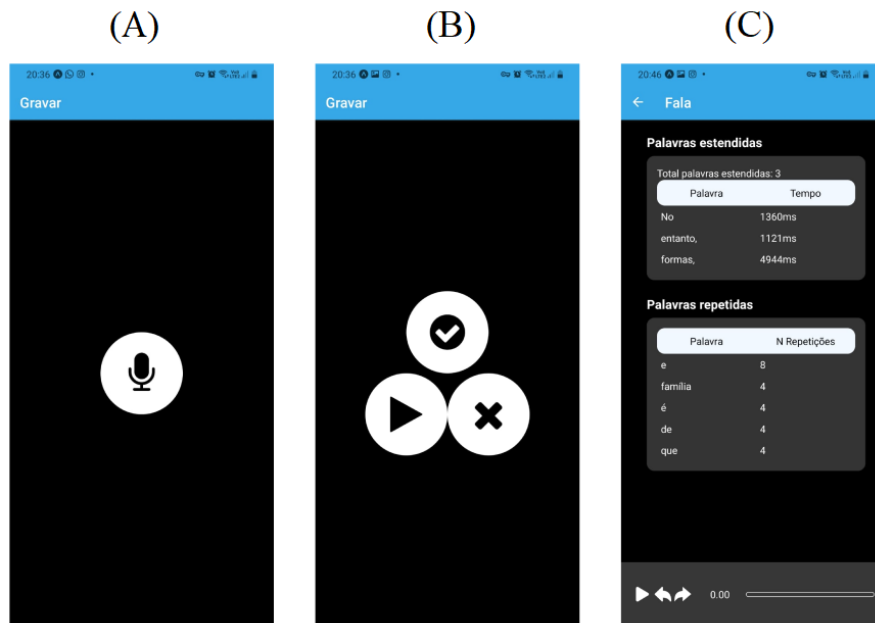 (A)
(B)
(C)
20:36
Gravar
20:36
Gravar
20:46
Fala
Palavras estendidas
Total palavras estendidas: 3
Palavra Tempo
No 1360ms
entanto, 1121ms
formas, 4944ms
Palavras repetidas
Palavra N Repetições
e 8
família 4
é 4
de 4
que 4
0.00